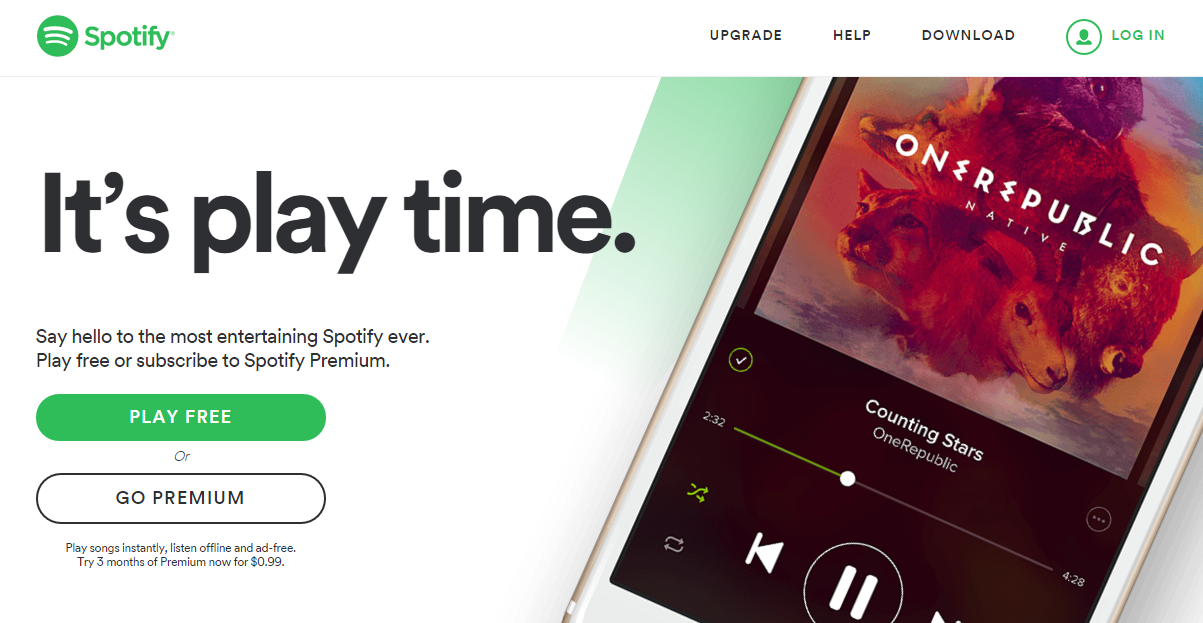 Spotify®
UPGRADE
HELP
DOWNLOAD
LOG IN
It’s play time.
Say hello to the most entertaining Spotify ever.
Play free or subscribe to Spotify Premium.
PLAY FREE
Or
GO PREMIUM
Play songs instantly, listen offline and ad-free.
Try 3 months of Premium now for $0.99.
ONEREPUBLIC
NATIVE
Counting Stars
OneRepublic
2:32
4:28